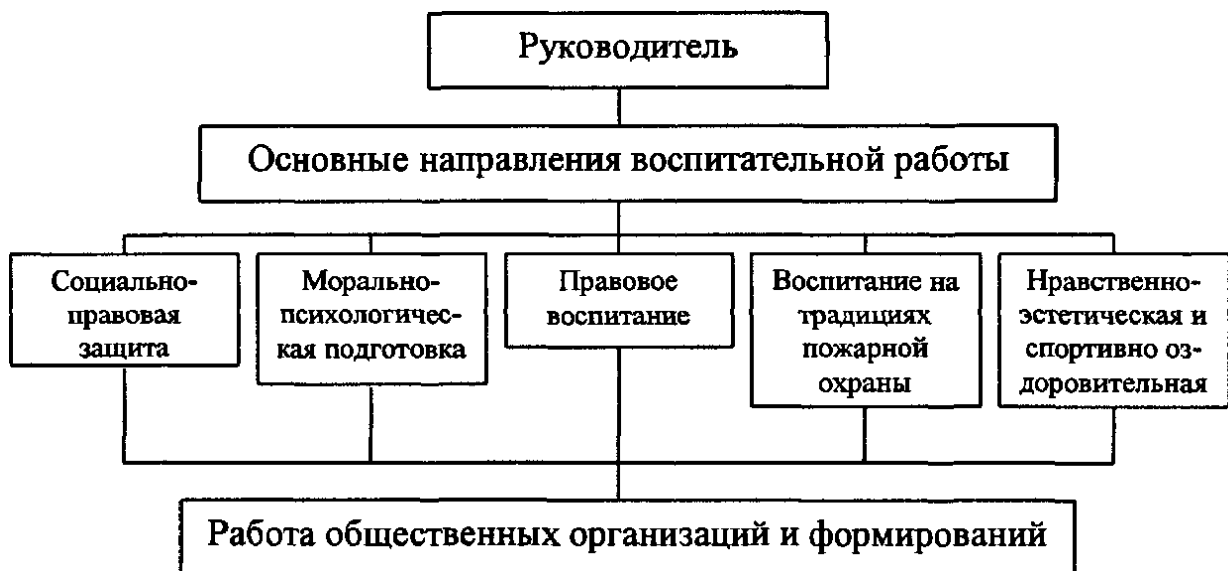 Руководитель
Основные направления воспитательной работы
Социально-
правовая
защита
Морально-
психологичес-
кая подготовка
Правовое
воспитание
Воспитание на
традициях
пожарной
охраны
Нравственно-
эстетическая и
спортивно оз-
доровительная
Работа общественных организаций и формирований